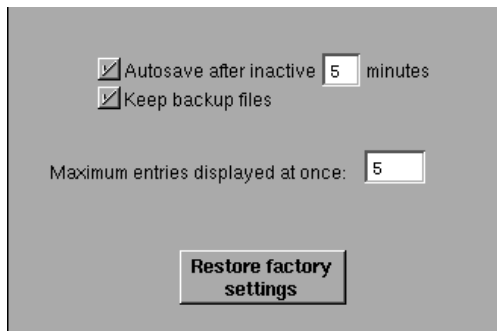 Autosave after inactive 5 minutes
Keep backup files
Maximum entries displayed at once: 5
Restore factory
settings